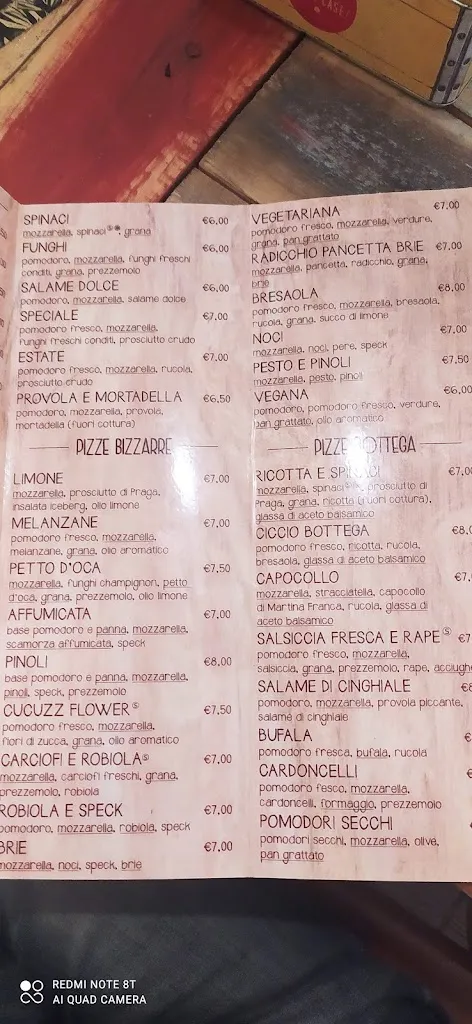 SPINACI €6,00
mozzarella, spinaci⁽ˢ⁾*, grana
FUNGHI €6,00
pomodoro, mozzarella, funghi freschi
conditi, grana, prezzemolo
SALAME DOLCE €6,00
pomodoro, mozzarella, salame dolce
SPECIALE €7,00
pomodoro fresco, mozzarella,
funghi freschi conditi, prosciutto crudo
ESTATE €7,00
pomodoro fresco, mozzarella, rucola,
prosciutto crudo
PROVOLA E MORTADELLA €6,50
pomodoro, mozzarella, provola,
mortadella (fuori cottura)
PIZZE BIZZARRE
LIMONE €7,00
mozzarella, prosciutto di Praga,
insalata iceberg, olio limone
MELANZANE €7,00
pomodoro fresco, mozzarella,
melanzane, grana, olio aromatico
PETTO D'OCA €7,50
mozzarella, funghi champignon, petto
d'oca, grana, prezzemolo, olio limone
AFFUMICATA €7,00
base pomodoro e panna, mozzarella,
scamorza affumicata, speck
PINOLI €8,00
base pomodoro e panna, mozzarella,
pinoli, speck, prezzemolo
CUCUZZ FLOWER⁽ˢ⁾ €7,50
pomodoro fresco, mozzarella,
fiori di zucca, grana, olio aromatico
CARCIOFI E ROBIOLA⁽ˢ⁾ €7,00
mozzarella, carciofi freschi, grana,
prezzemolo, robiola
ROBIOLA E SPECK €7,00
pomodoro, mozzarella, robiola, speck
BRIE €7,00
mozzarella, noci, speck, brie
VEGETARIANA €7,00
pomodoro fresco, mozzarella, verdure,
grana, pan grattato
RADICCHIO PANCETTA BRIE €7,00
mozzarella, pancetta, radicchio, grana,
brie
BRESAOLA €8,00
pomodoro fresco, mozzarella, bresaola,
rucola, grana, succo di limone
NOCI €7,00
mozzarella, noci, pere, speck
PESTO E PINOLI €7,50
mozzarella, pesto, pinoli
VEGANA €6,00
pomodoro, pomodoro fresco, verdure,
pan grattato, olio aromatico
PIZZE BOTTEGA
RICOTTA E SPINACI €7,00
mozzarella, spinaci⁽ˢ⁾*, prosciutto di
Praga, grana, ricotta (fuori cottura),
glassa di aceto balsamico
CICCIO BOTTEGA €8,0
pomodoro fresco, ricotta, rucola,
bresaola, glassa di aceto balsamico
CAPOCOLLO €7,
mozzarella, stracciatella, capocollo
di Martina Franca, rucola, glassa di
aceto balsamico
SALSICCIA FRESCA E RAPE⁽ˢ⁾ €7
pomodoro fresco, mozzarella,
salsiccia, grana, prezzemolo, rape, acciughe
SALAME DI CINGHIALE €8
pomodoro, mozzarella, provola piccante,
salame di cinghiale
BUFALA €
pomodoro fresco, bufala, rucola
CARDONCELLI
pomodoro fesco, mozzarella,
cardoncelli, formaggio, prezzemolo
POMODORI SECCHI
pomodori secchi, mozzarella, olive,
pan grattato
REDMI NOTE 8T
AI QUAD CAMERA